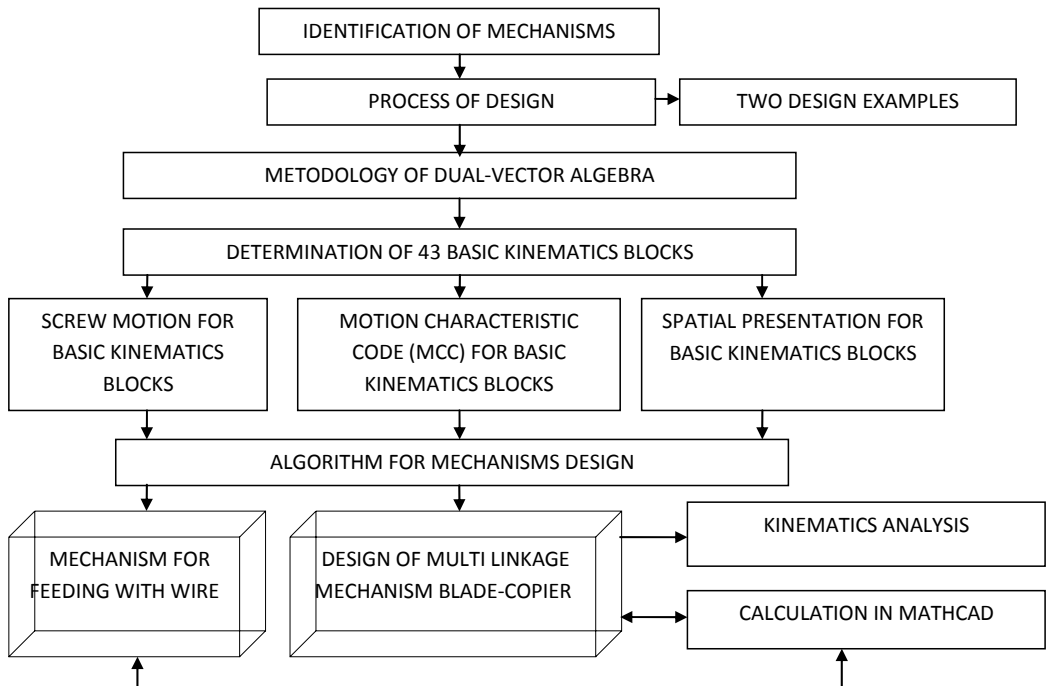 IDENTIFICATION OF MECHANISMS
PROCESS OF DESIGN
TWO DESIGN EXAMPLES
METODOLOGY OF DUAL-VECTOR ALGEBRA
DETERMINATION OF 43 BASIC KINEMATICS BLOCKS
SCREW MOTION FOR
BASIC KINEMATICS
BLOCKS
MOTION CHARACTERISTIC
CODE (MCC) FOR BASIC
KINEMATICS BLOCKS
SPATIAL PRESENTATION FOR
BASIC KINEMATICS BLOCKS
ALGORITHM FOR MECHANISMS DESIGN
MECHANISM FOR
FEEDING WITH WIRE
DESIGN OF MULTI LINKAGE
MECHANISM BLADE-COPIER
KINEMATICS ANALYSIS
CALCULATION IN MATHCAD